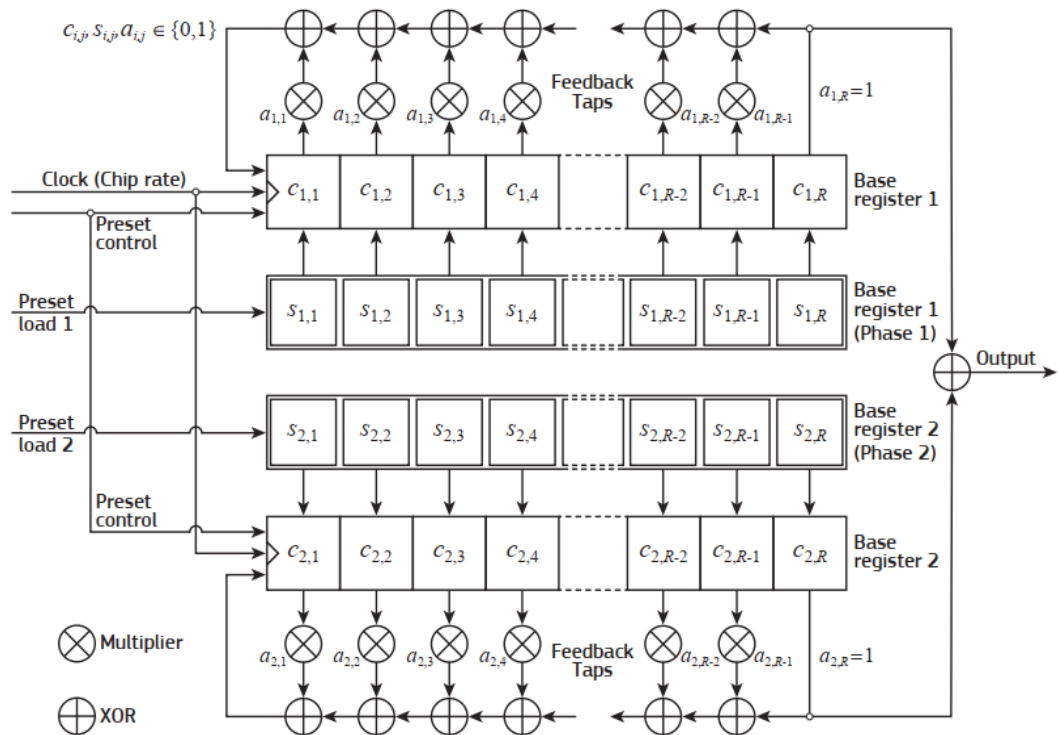 c_{i,j}, s_{i,j}, a_{i,j} ∈ {0,1}
Feedback
Taps
a_{1,1} a_{1,2} a_{1,3} a_{1,4} a_{1,R-2} a_{1,R-1} a_{1,R}=1
Clock (Chip rate)
c_{1,1} c_{1,2} c_{1,3} c_{1,4} c_{1,R-2} c_{1,R-1} c_{1,R}
Base
register 1
Preset
control
Preset
load 1
s_{1,1} s_{1,2} s_{1,3} s_{1,4} s_{1,R-2} s_{1,R-1} s_{1,R}
Base
register 1
(Phase 1)
Output
Preset
load 2
s_{2,1} s_{2,2} s_{2,3} s_{2,4} s_{2,R-2} s_{2,R-1} s_{2,R}
Base
register 2
(Phase 2)
Preset
control
c_{2,1} c_{2,2} c_{2,3} c_{2,4} c_{2,R-2} c_{2,R-1} c_{2,R}
Base
register 2
Multiplier
a_{2,1} a_{2,2} a_{2,3} a_{2,4} a_{2,R-2} a_{2,R-1} a_{2,R}=1
Feedback
Taps
XOR